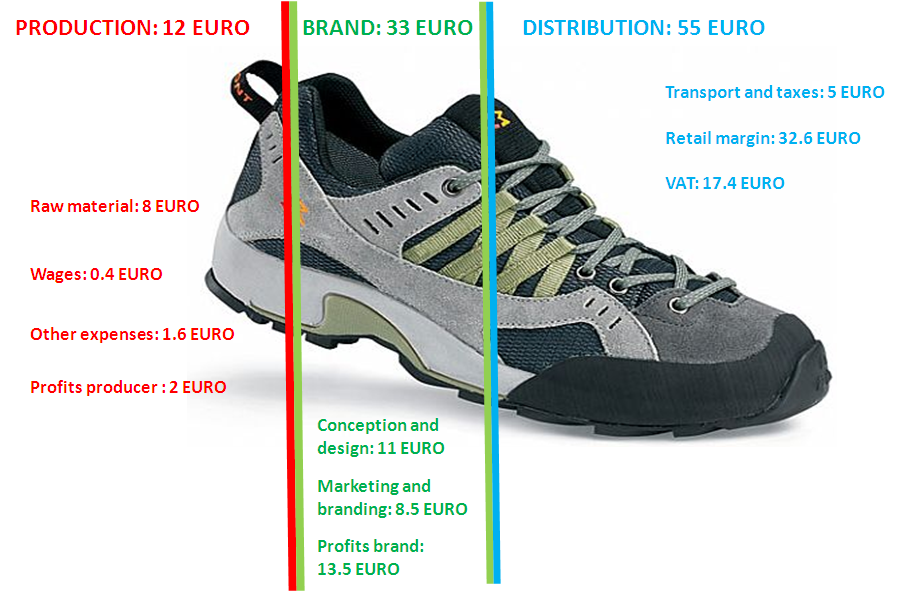 PRODUCTION: 12 EURO
BRAND: 33 EURO
DISTRIBUTION: 55 EURO
Transport and taxes: 5 EURO
Retail margin: 32.6 EURO
VAT: 17.4 EURO
Raw material: 8 EURO
Wages: 0.4 EURO
Other expenses: 1.6 EURO
Profits producer : 2 EURO
Conception and
design: 11 EURO
Marketing and
branding: 8.5 EURO
Profits brand:
13.5 EURO